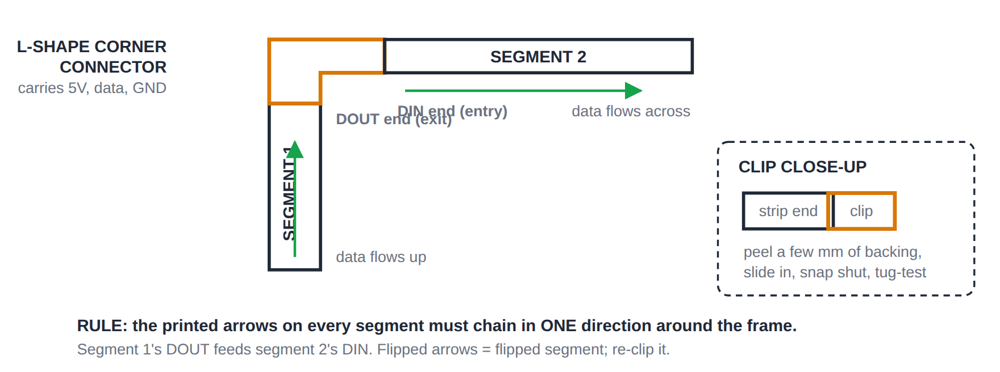 L-SHAPE CORNER
CONNECTOR
carries 5V, data, GND
SEGMENT 2
DIN end (entry)
data flows across
DOUT end (exit)
SEGMENT 1
data flows up
CLIP CLOSE-UP
strip end
clip
peel a few mm of backing,
slide in, snap shut, tug-test
RULE: the printed arrows on every segment must chain in ONE direction around the frame.
Segment 1's DOUT feeds segment 2's DIN. Flipped arrows = flipped segment; re-clip it.